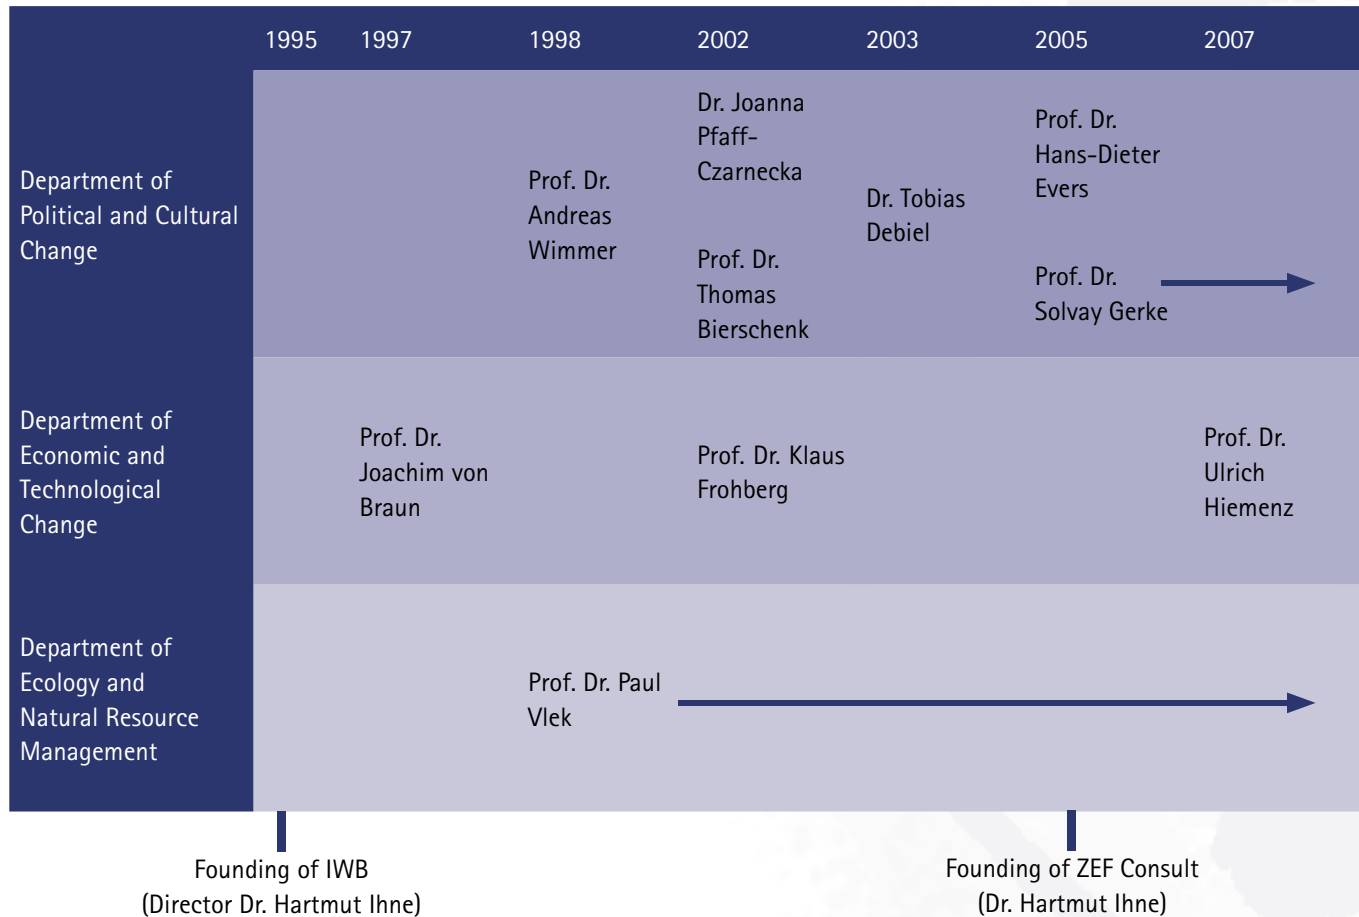 1995 1997 1998 2002 2003 2005 2007
Department of
Political and Cultural
Change
Prof. Dr.
Andreas
Wimmer
Dr. Joanna
Pfaff-
Czarnecka
Prof. Dr.
Thomas
Bierschenk
Dr. Tobias
Debiel
Prof. Dr.
Hans-Dieter
Evers
Prof. Dr.
Solvay Gerke
Department of
Economic and
Technological
Change
Prof. Dr.
Joachim von
Braun
Prof. Dr. Klaus
Frohberg
Prof. Dr.
Ulrich
Hiemenz
Department of
Ecology and
Natural Resource
Management
Prof. Dr. Paul
Vlek
Founding of IWB
(Director Dr. Hartmut Ihne)
Founding of ZEF Consult
(Dr. Hartmut Ihne)